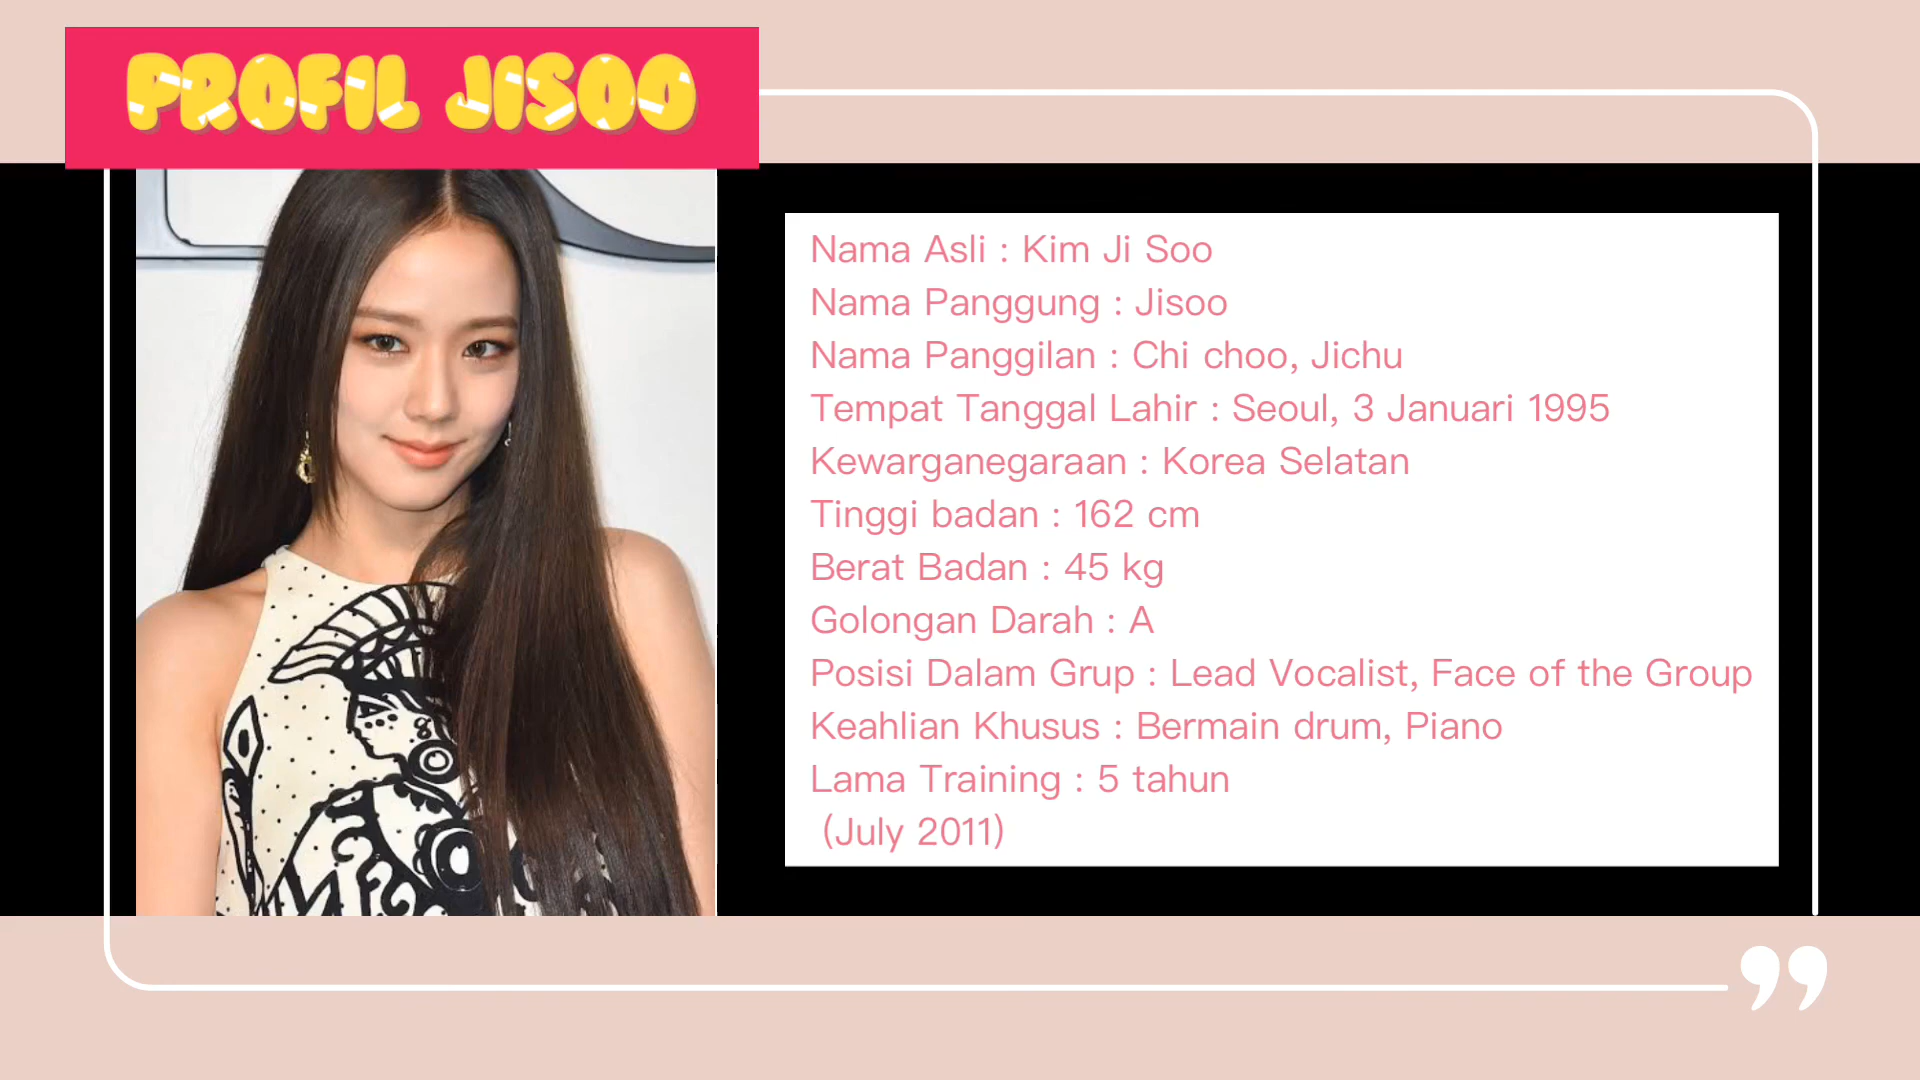 PROFIL JISOO
Nama Asli : Kim Ji Soo
Nama Panggung : Jisoo
Nama Panggilan : Chi choo, Jichu
Tempat Tanggal Lahir : Seoul, 3 Januari 1995
Kewarganegaraan : Korea Selatan
Tinggi badan : 162 cm
Berat Badan : 45 kg
Golongan Darah : A
Posisi Dalam Grup : Lead Vocalist, Face of the Group
Keahlian Khusus : Bermain drum, Piano
Lama Training : 5 tahun
(July 2011)